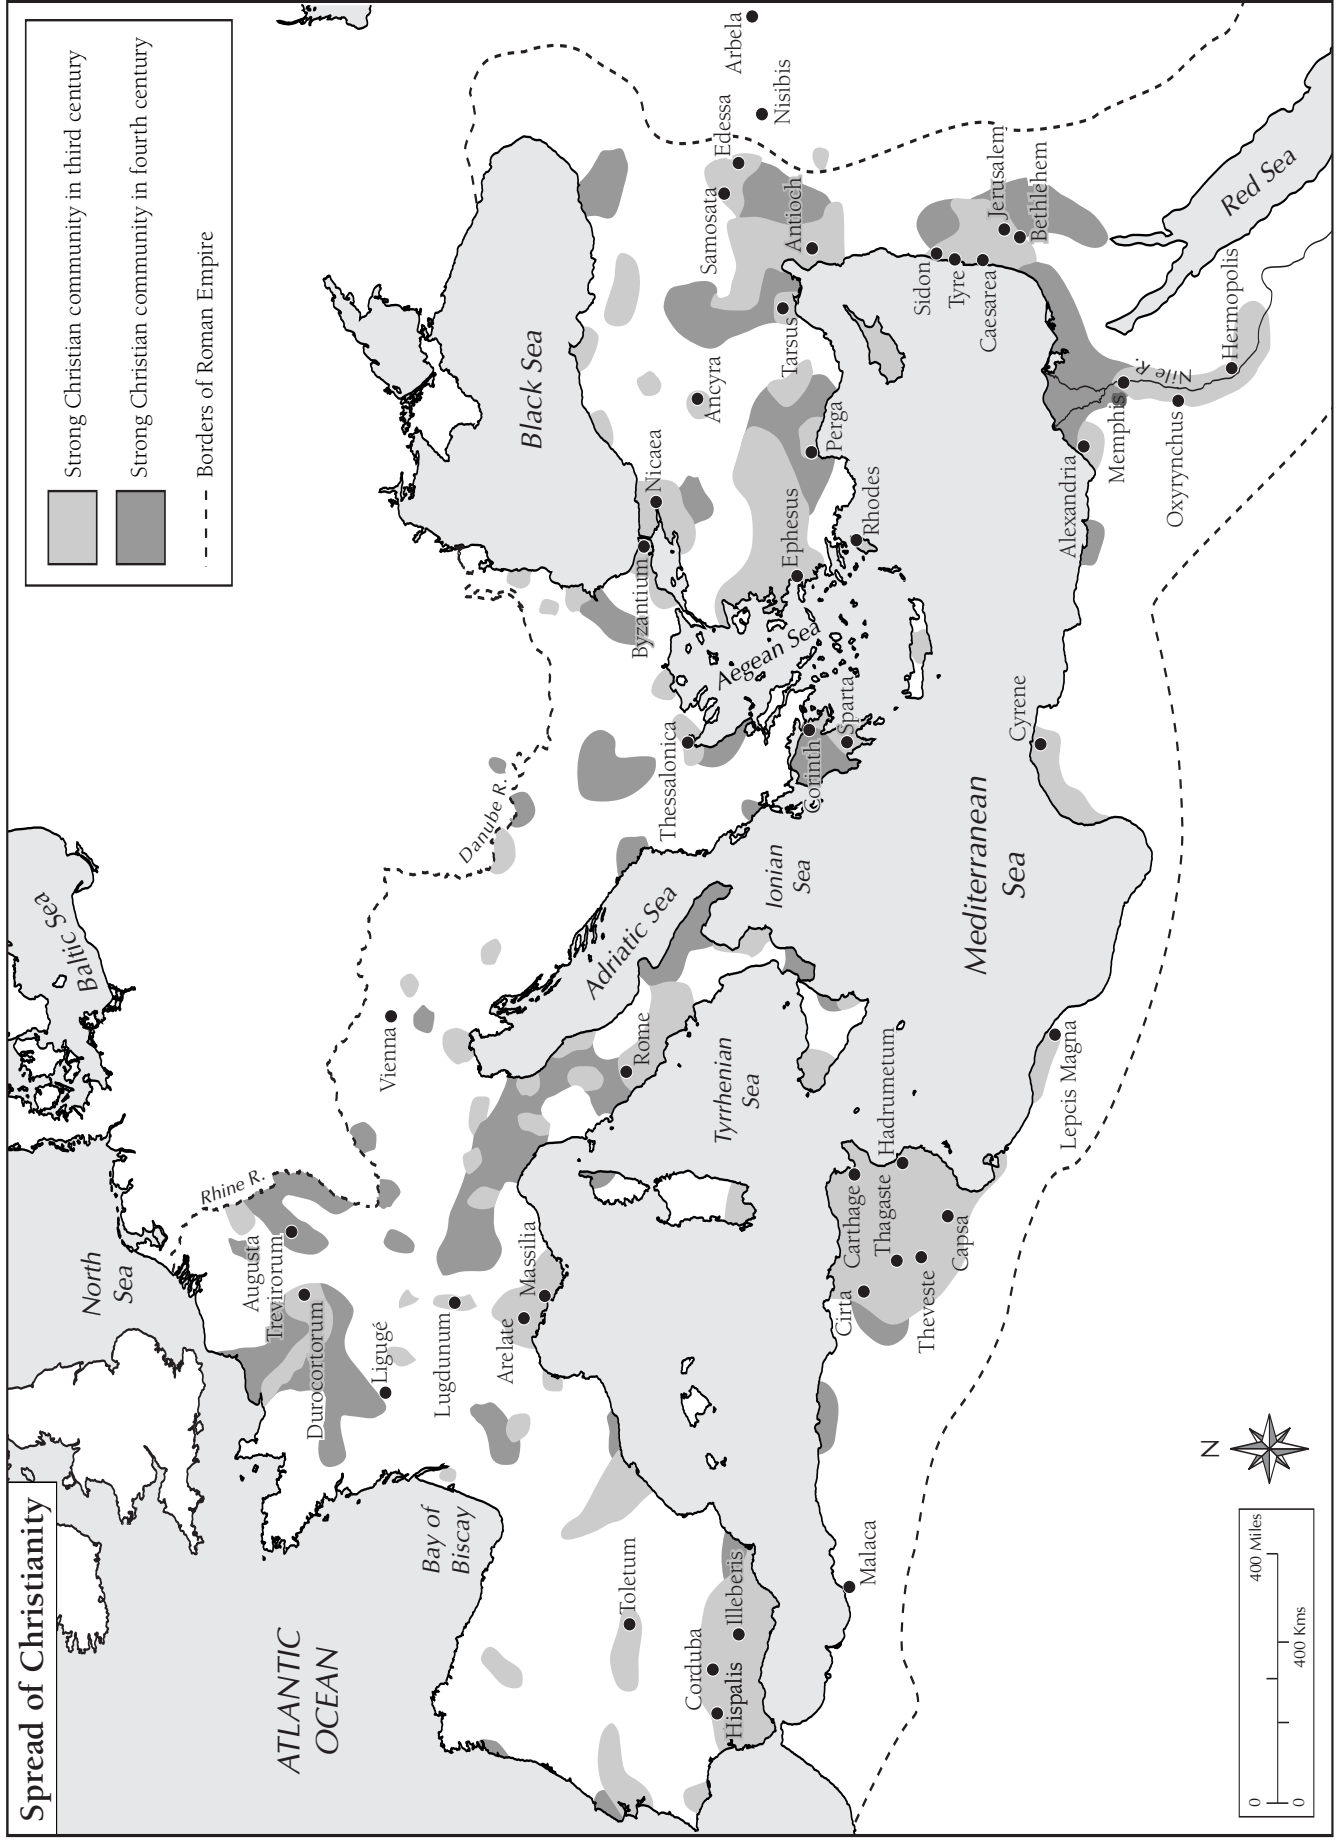 Spread of Christianity
Strong Christian community in third century
Strong Christian community in fourth century
Borders of Roman Empire
North
Sea
Baltic Sea
ATLANTIC
OCEAN
Bay of
Biscay
Rhine R.
Danube R.
Augusta
Trevirorum
Durocortorum
Ligugé
Lugdunum
Arelate
Massilia
Vienna
Toletum
Corduba
Hispalis
Illeberis
Malaca
Rome
Adriatic Sea
Tyrrhenian
Sea
Ionian
Sea
Mediterranean
Sea
Aegean Sea
Black Sea
Red Sea
Thessalonica
Corinth
Sparta
Byzantium
Nicaea
Ephesus
Rhodes
Perga
Ancyra
Tarsus
Samosata
Antioch
Edessa
Arbela
Nisibis
Sidon
Tyre
Caesarea
Jerusalem
Bethlehem
Alexandria
Memphis
Nile R.
Oxyrynchus
Hermopolis
Cyrene
Lepcis Magna
Carthage
Hadrumetum
Thagaste
Cirta
Theveste
Capsa
N
0
400 Miles
0
400 Kms